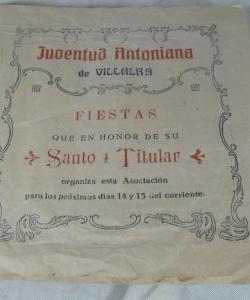 Juventud Antoniana
de VILLALBA
FIESTAS
QUE EN HONOR DE SU
Santo Titular
organiza esta Asociación
para los próximos días 14 y 15 del corriente.